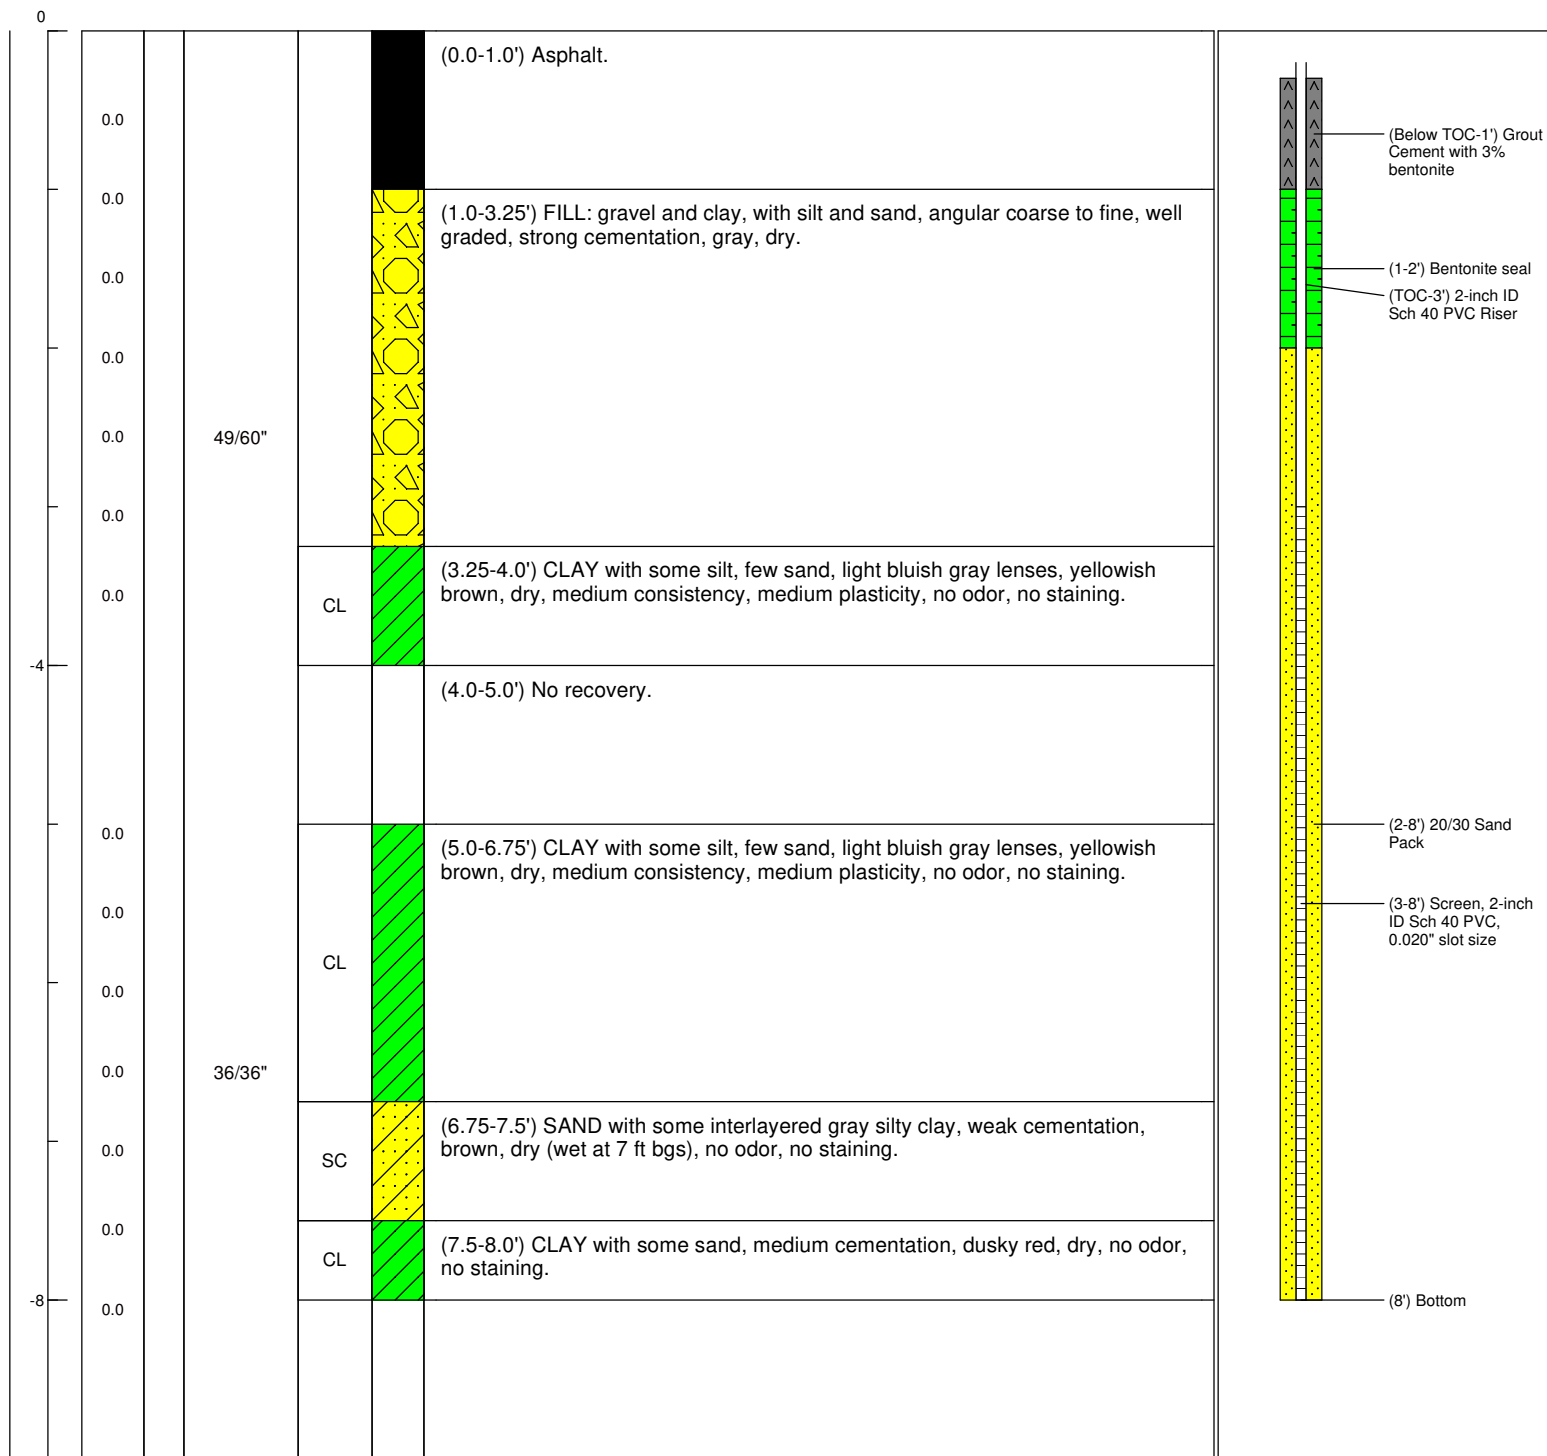 0
(0.0-1.0') Asphalt.
0.0
(Below TOC-1') Grout
Cement with 3%
bentonite
0.0
(1.0-3.25') FILL: gravel and clay, with silt and sand, angular coarse to fine, well
graded, strong cementation, gray, dry.
0.0
(1-2') Bentonite seal
(TOC-3') 2-inch ID
Sch 40 PVC Riser
0.0
0.0
49/60"
0.0
0.0
CL
(3.25-4.0') CLAY with some silt, few sand, light bluish gray lenses, yellowish
brown, dry, medium consistency, medium plasticity, no odor, no staining.
-4
(4.0-5.0') No recovery.
0.0
(5.0-6.75') CLAY with some silt, few sand, light bluish gray lenses, yellowish
brown, dry, medium consistency, medium plasticity, no odor, no staining.
(2-8') 20/30 Sand
Pack
0.0
(3-8') Screen, 2-inch
ID Sch 40 PVC,
0.020" slot size
CL
0.0
0.0
36/36"
0.0
SC
(6.75-7.5') SAND with some interlayered gray silty clay, weak cementation,
brown, dry (wet at 7 ft bgs), no odor, no staining.
0.0
CL
(7.5-8.0') CLAY with some sand, medium cementation, dusky red, dry, no odor,
no staining.
-8
0.0
(8') Bottom